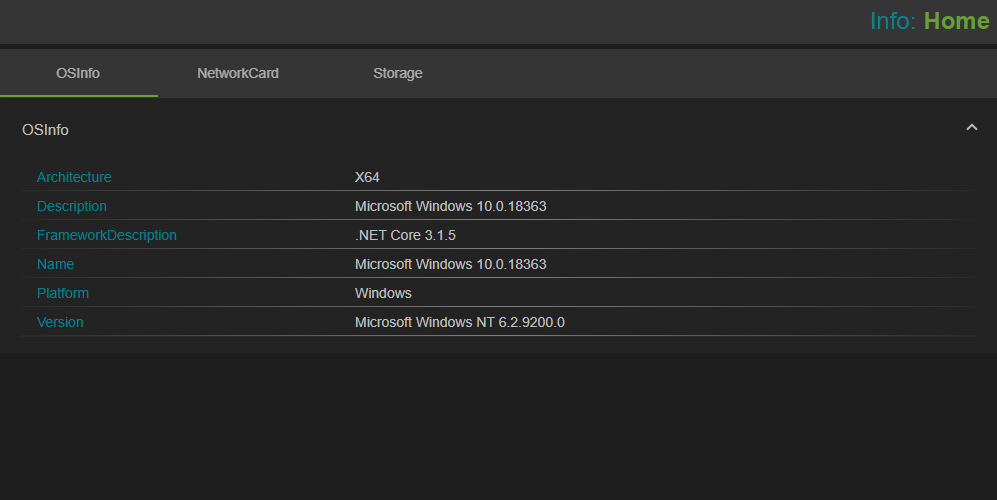 Info: Home
OSInfo NetworkCard Storage
OSInfo
Architecture X64
Description Microsoft Windows 10.0.18363
FrameworkDescription .NET Core 3.1.5
Name Microsoft Windows 10.0.18363
Platform Windows
Version Microsoft Windows NT 6.2.9200.0